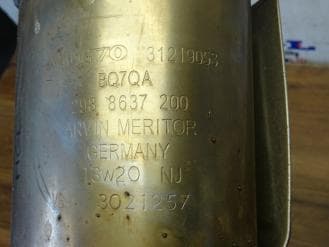 31219053
BQ7QA
98 8637 200
ARVIN MERITOR
GERMANY
13W20 NJ
3021257